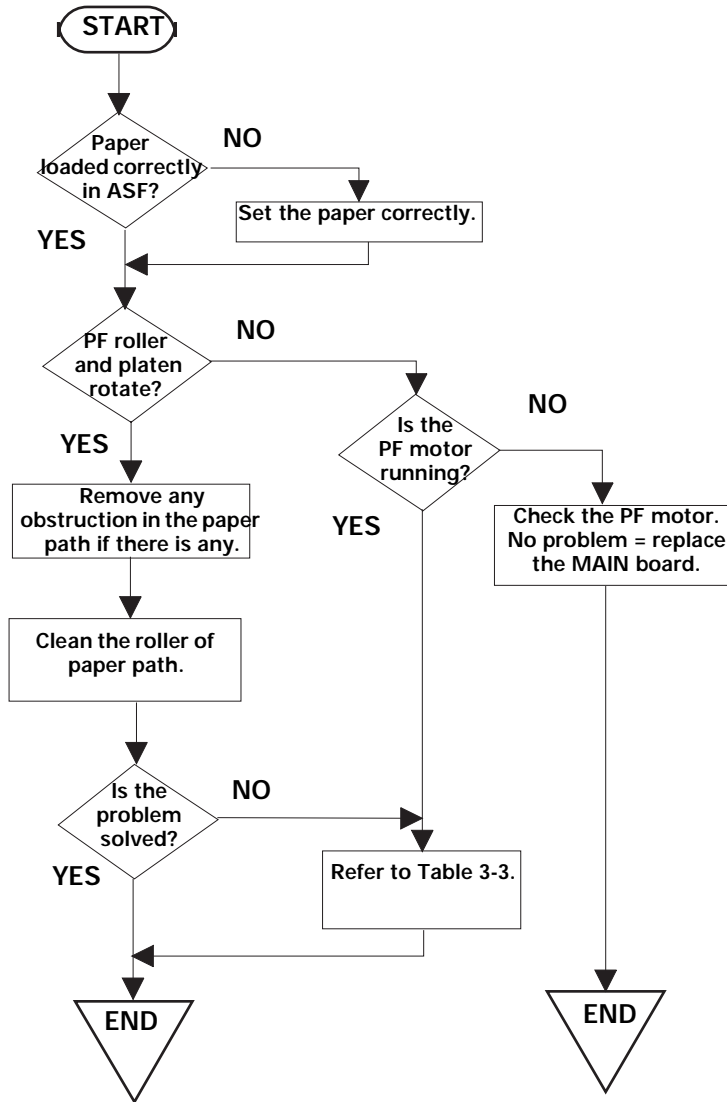 START
Paper
loaded correctly
in ASF?
NO
Set the paper correctly.
YES
PF roller
and platen
rotate?
NO
Is the
PF motor
running?
NO
YES
Remove any
obstruction in the paper
path if there is any.
YES
Check the PF motor.
No problem = replace
the MAIN board.
Clean the roller of
paper path.
Is the
problem
solved?
NO
YES
Refer to Table 3-3.
END
END